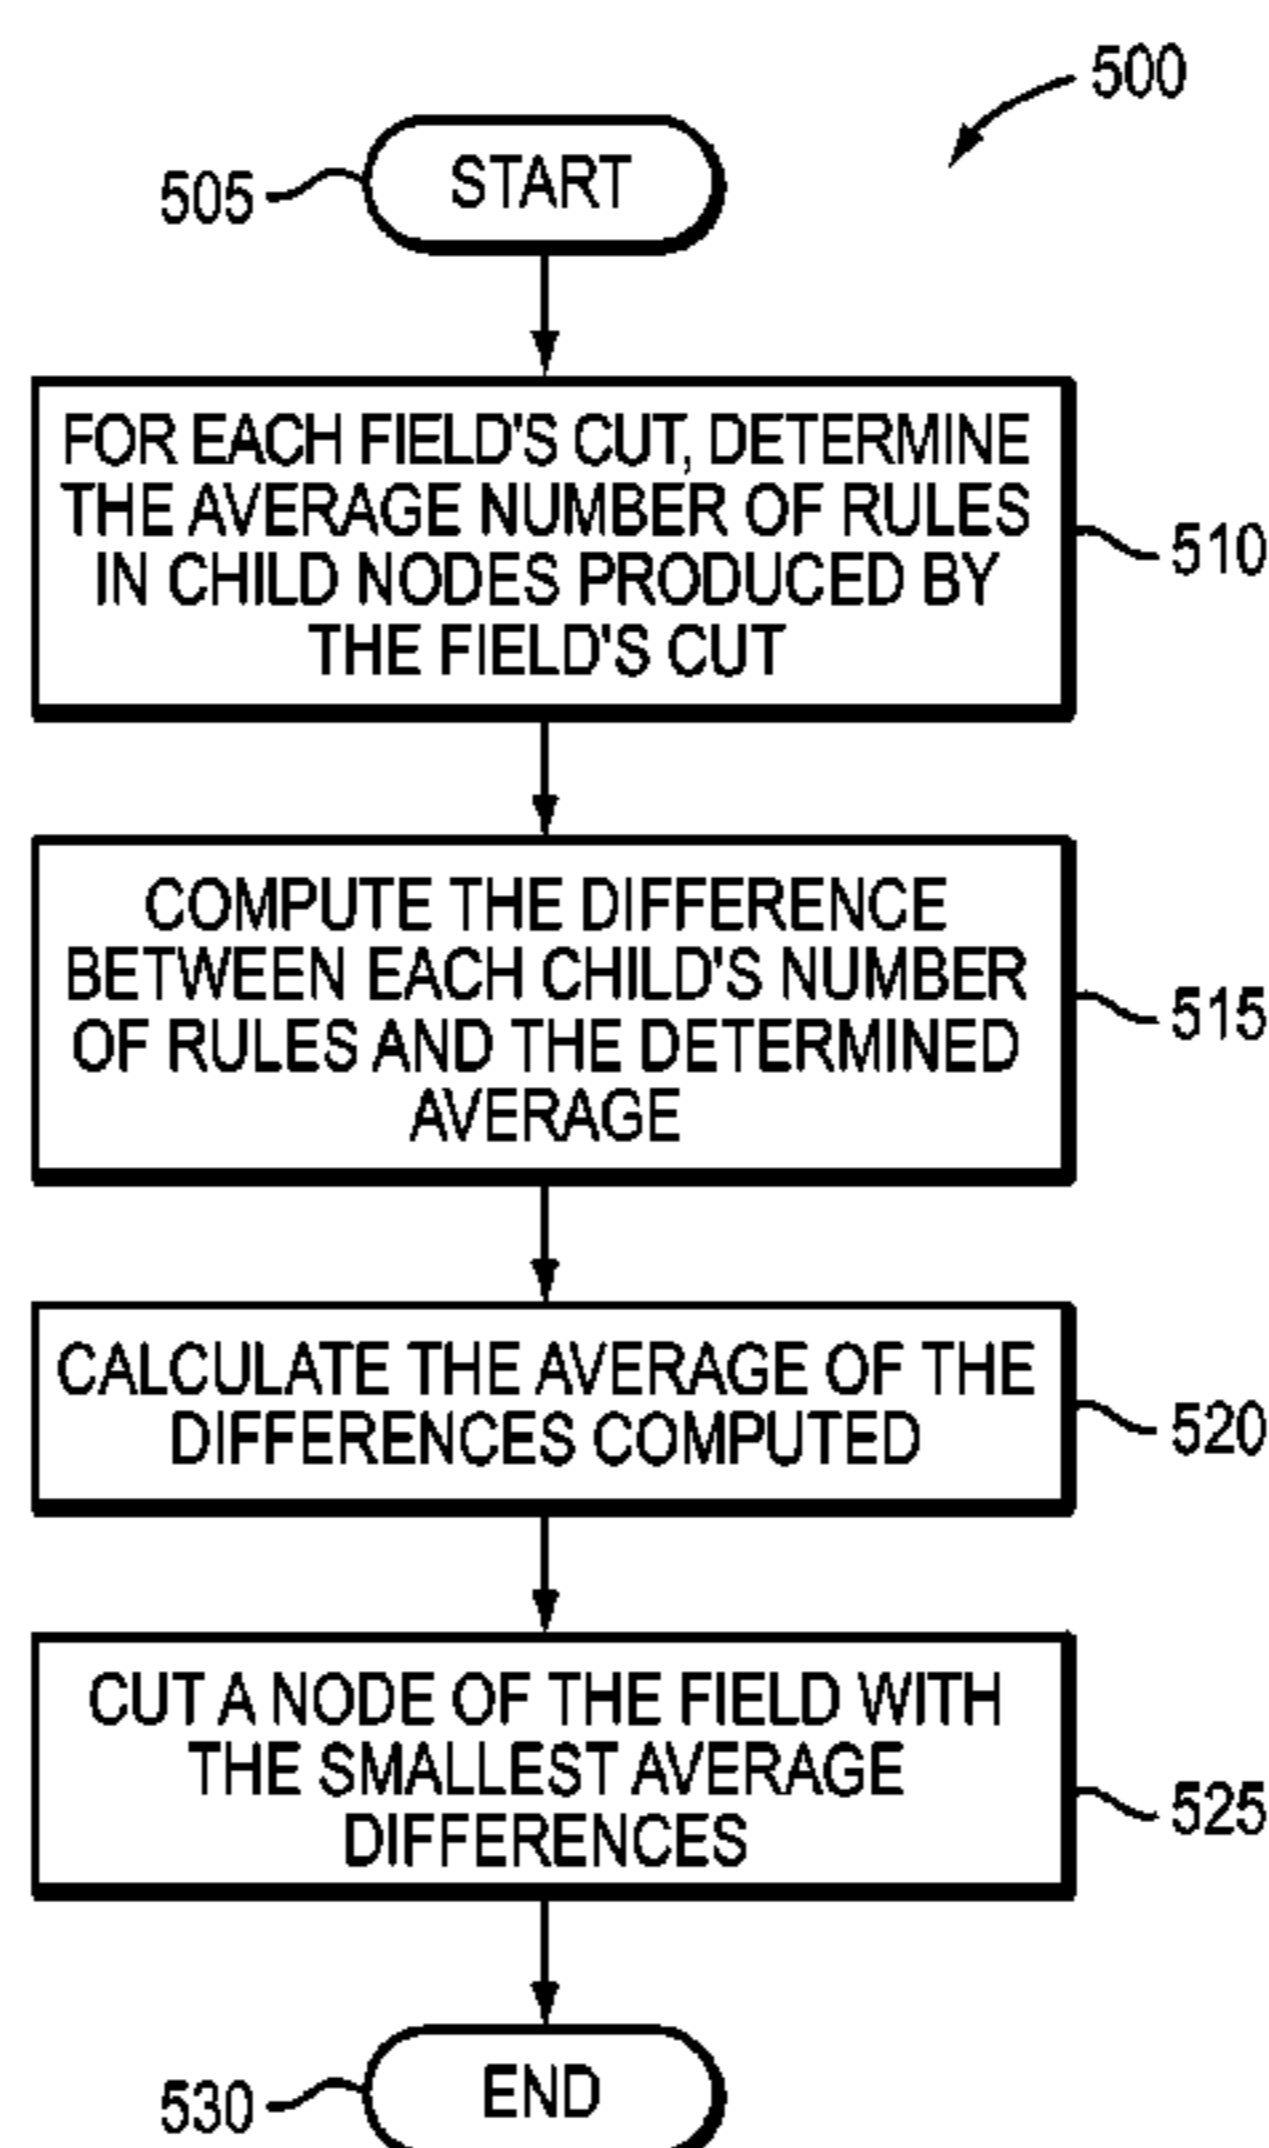 500
505
START
FOR EACH FIELD'S CUT, DETERMINE
THE AVERAGE NUMBER OF RULES
IN CHILD NODES PRODUCED BY
THE FIELD'S CUT
510
COMPUTE THE DIFFERENCE
BETWEEN EACH CHILD'S NUMBER
OF RULES AND THE DETERMINED
AVERAGE
515
CALCULATE THE AVERAGE OF THE
DIFFERENCES COMPUTED
520
CUT A NODE OF THE FIELD WITH
THE SMALLEST AVERAGE
DIFFERENCES
525
530
END